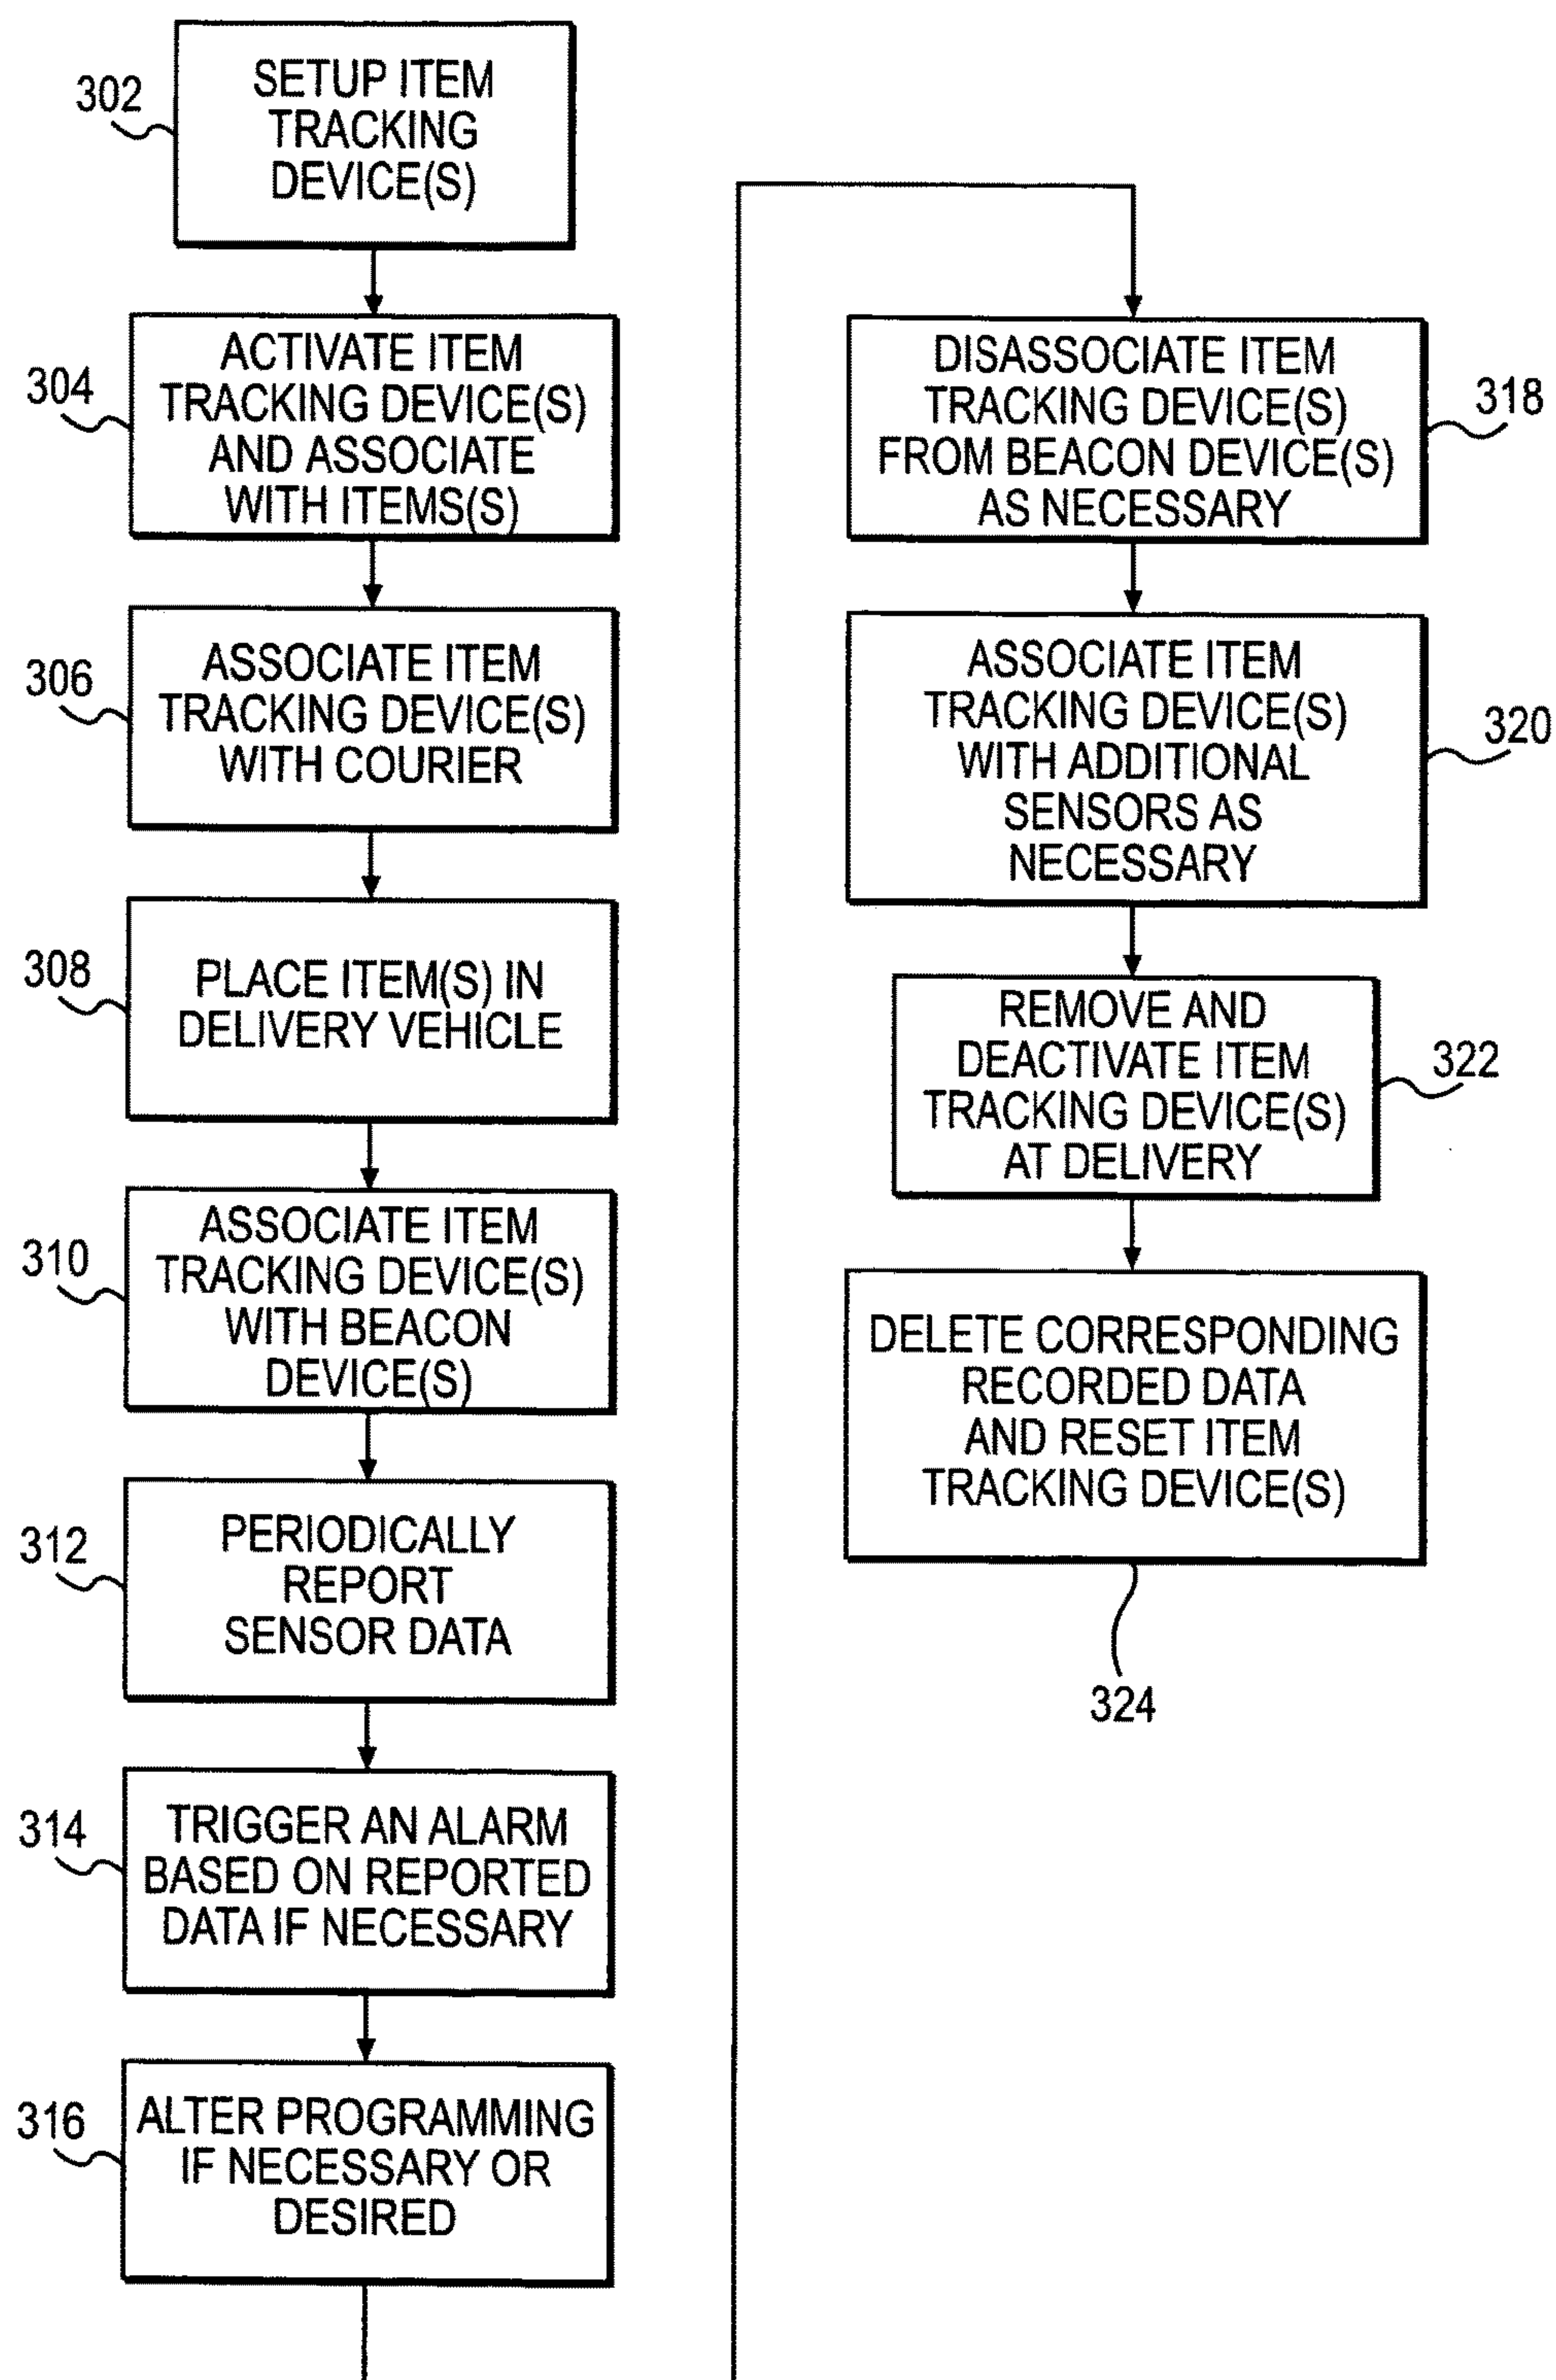 302
SETUP ITEM
TRACKING
DEVICE(S)
304
ACTIVATE ITEM
TRACKING DEVICE(S)
AND ASSOCIATE
WITH ITEMS(S)
306
ASSOCIATE ITEM
TRACKING DEVICE(S)
WITH COURIER
308
PLACE ITEM(S) IN
DELIVERY VEHICLE
310
ASSOCIATE ITEM
TRACKING DEVICE(S)
WITH BEACON
DEVICE(S)
312
PERIODICALLY
REPORT
SENSOR DATA
314
TRIGGER AN ALARM
BASED ON REPORTED
DATA IF NECESSARY
316
ALTER PROGRAMMING
IF NECESSARY OR
DESIRED
DISASSOCIATE ITEM
TRACKING DEVICE(S)
FROM BEACON DEVICE(S)
AS NECESSARY
318
ASSOCIATE ITEM
TRACKING DEVICE(S)
WITH ADDITIONAL
SENSORS AS
NECESSARY
320
REMOVE AND
DEACTIVATE ITEM
TRACKING DEVICE(S)
AT DELIVERY
322
DELETE CORRESPONDING
RECORDED DATA
AND RESET ITEM
TRACKING DEVICE(S)
324